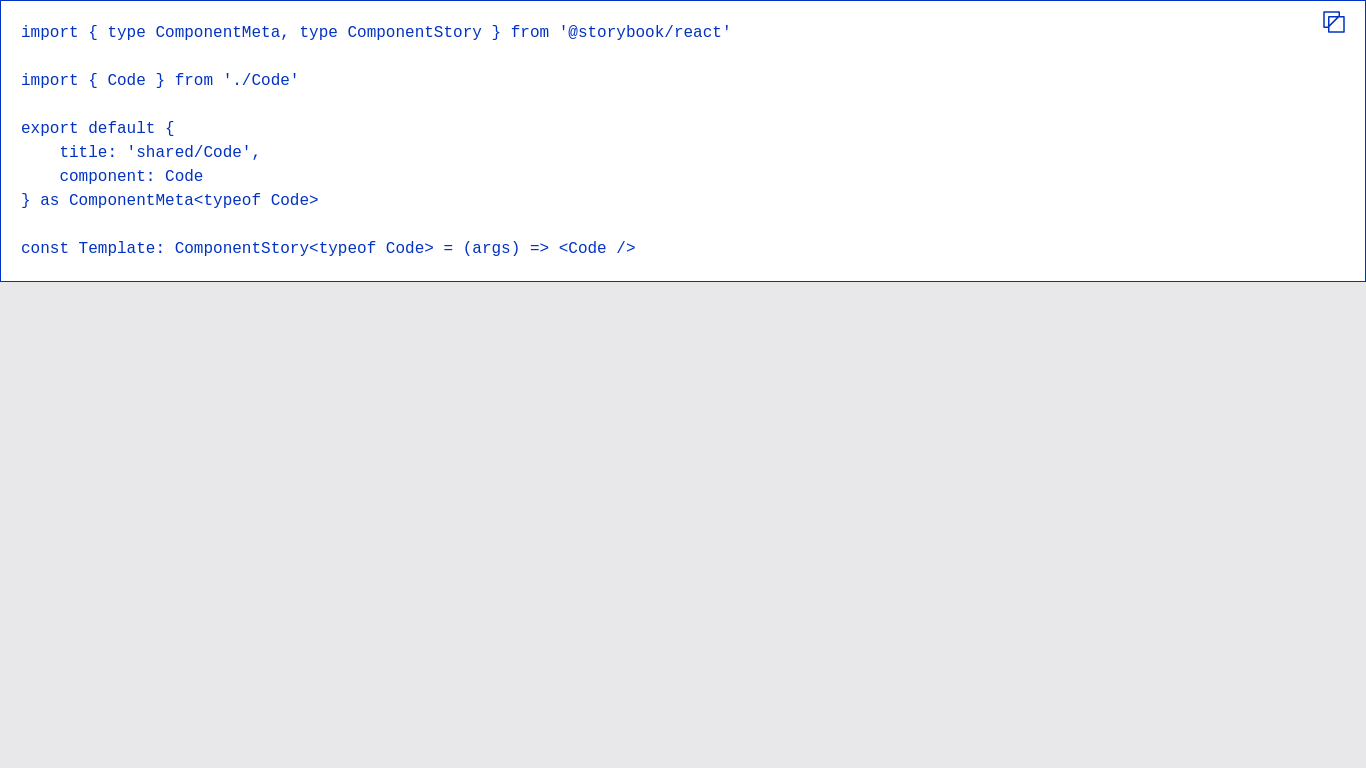 import { type ComponentMeta, type ComponentStory } from '@storybook/react'
import { Code } from './Code'
export default {
    title: 'shared/Code',
    component: Code
} as ComponentMeta<typeof Code>
const Template: ComponentStory<typeof Code> = (args) => <Code />